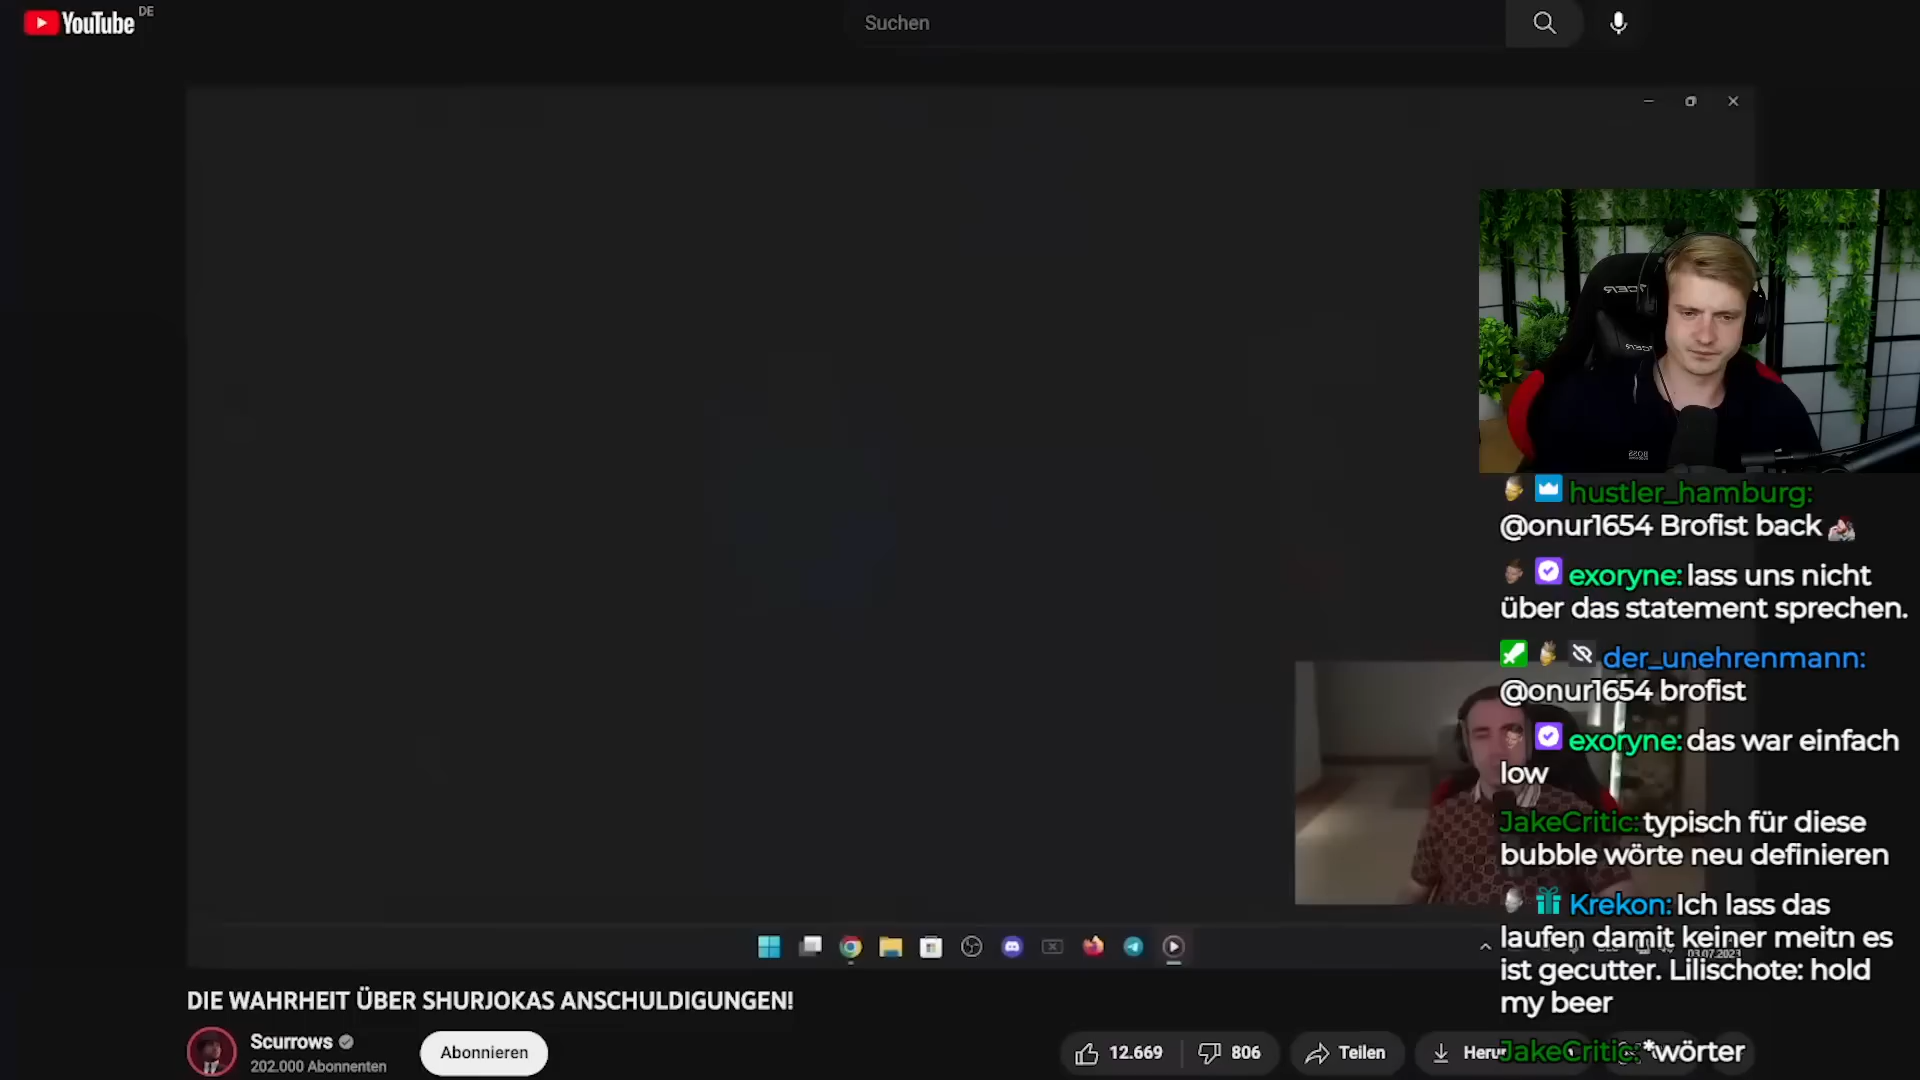 YouTube DE
Suchen
hustler_hamburg:
@onur1654 Brofist back
exoryne: lass uns nicht
über das statement sprechen.
der_unehrenmann:
@onur1654 brofist
exoryne: das war einfach
low
JakeCritic: typisch für diese
bubble wörte neu definieren
Krekon: Ich lass das
laufen damit keiner meitn es
ist gecutter. Lilischote: hold
my beer
JakeCritic: *wörter
03.07.2023
DIE WAHRHEIT ÜBER SHURJOKAS ANSCHULDIGUNGEN!
Scurrows
202.000 Abonnenten
Abonnieren
12.669
806
Teilen